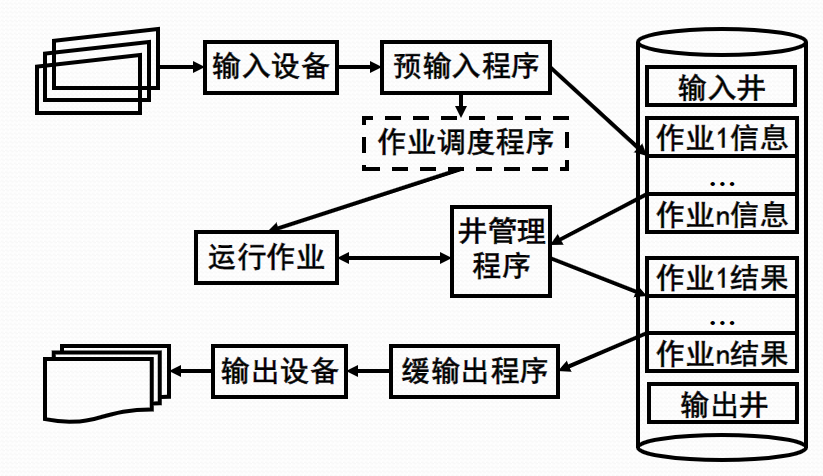 输入设备
预输入程序
输入井
作业1信息
...
作业n信息
作业调度程序
运行作业
井管理
程序
作业1结果
...
作业n结果
输出设备
缓输出程序
输出井